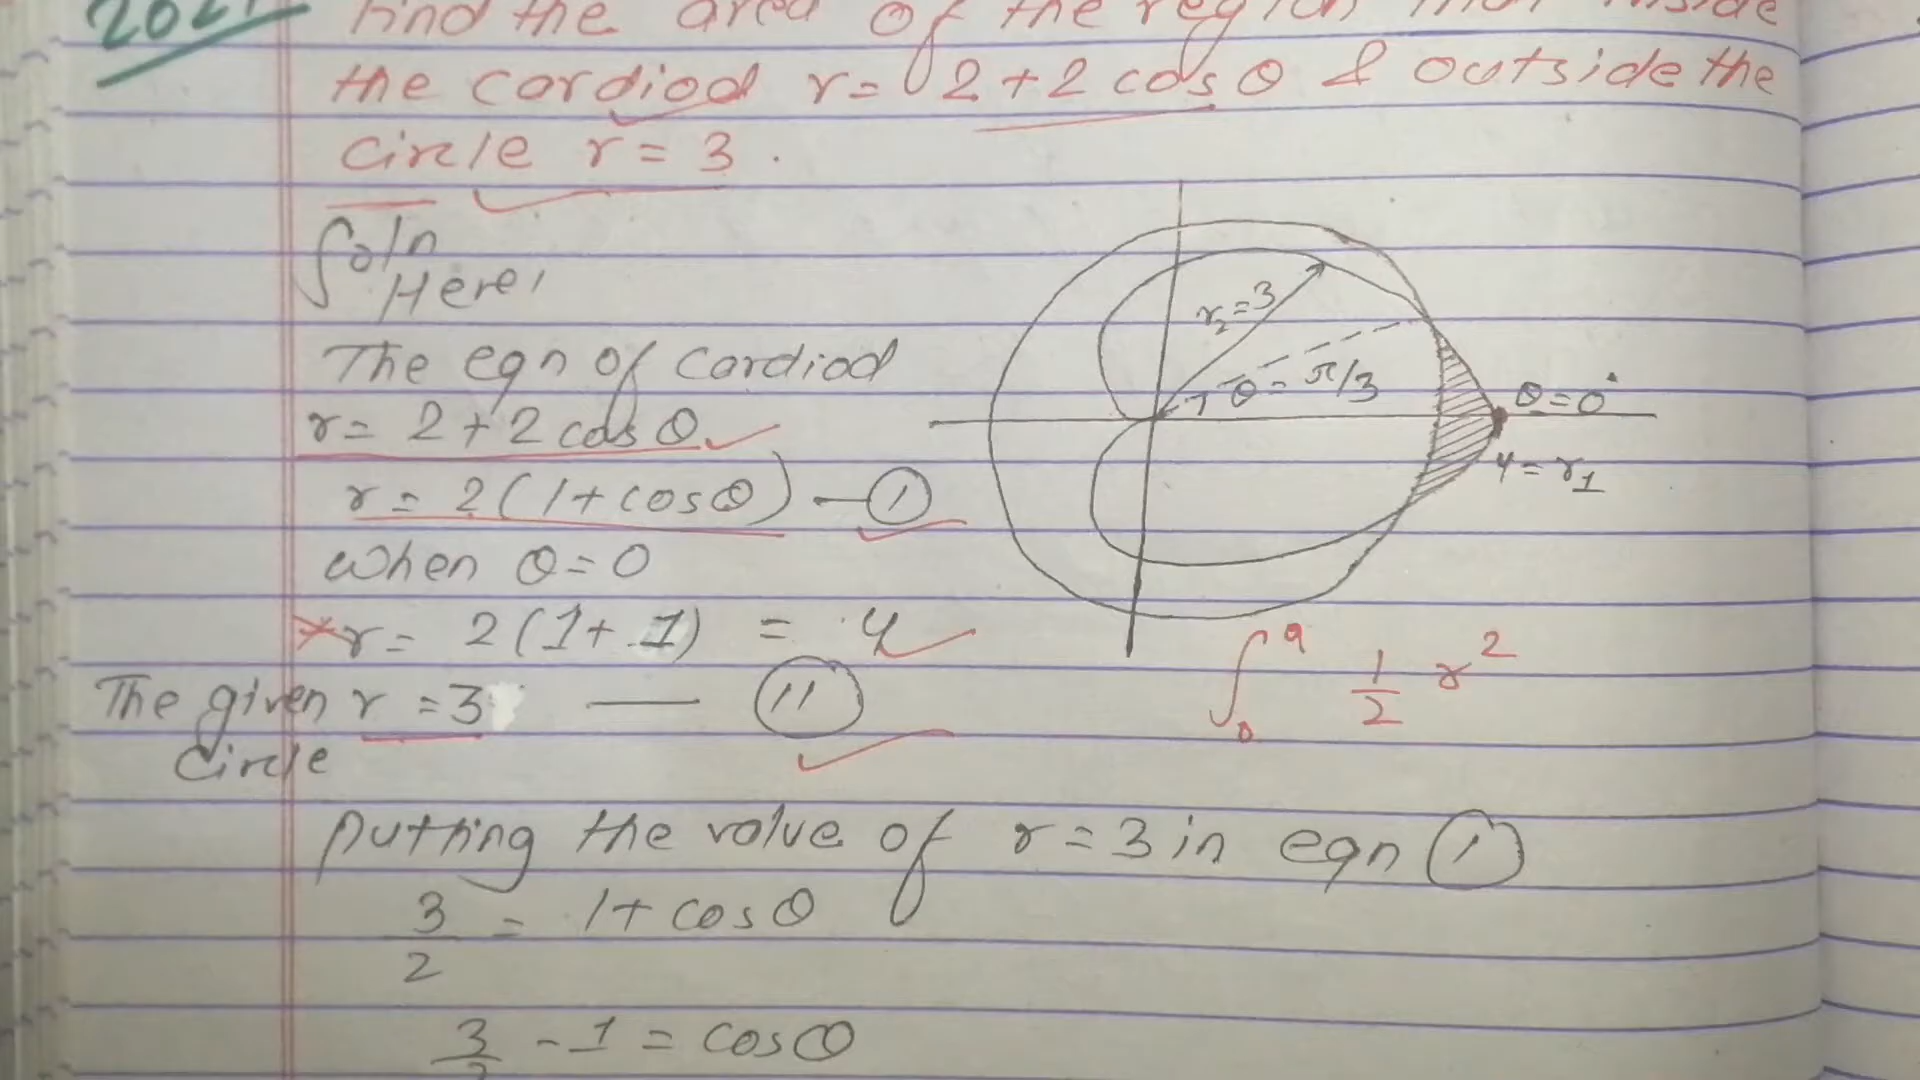 Find the area of the region that inside
the cardiod r = 2 + 2 cos θ & outside the
circle r = 3 .
Soln
Here,
The eqn of cardiod
r = 2 + 2 cos θ
r = 2 ( 1 + cos θ ) — (1)
when θ = 0
r = 2 ( 1 + 1 ) = 4
The given r = 3 — (11)
circle
r2 = 3
θ = π/3
θ = 0°
4 = r1
∫ 0 a 1/2 r^2
putting the value of r = 3 in eqn (1)
3/2 = 1 + cos θ
3/2 - 1 = cos θ